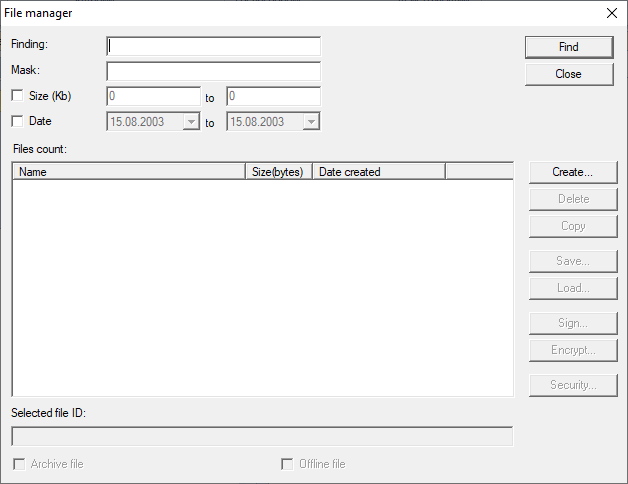 File manager
Finding:
Find
Mask:
Close
Size (Kb) 0 to 0
Date 15.08.2003 to 15.08.2003
Files count:
Name Size(bytes) Date created
Create...
Delete
Copy
Save...
Load...
Sign...
Encrypt...
Security...
Selected file ID:
Archive file Offline file